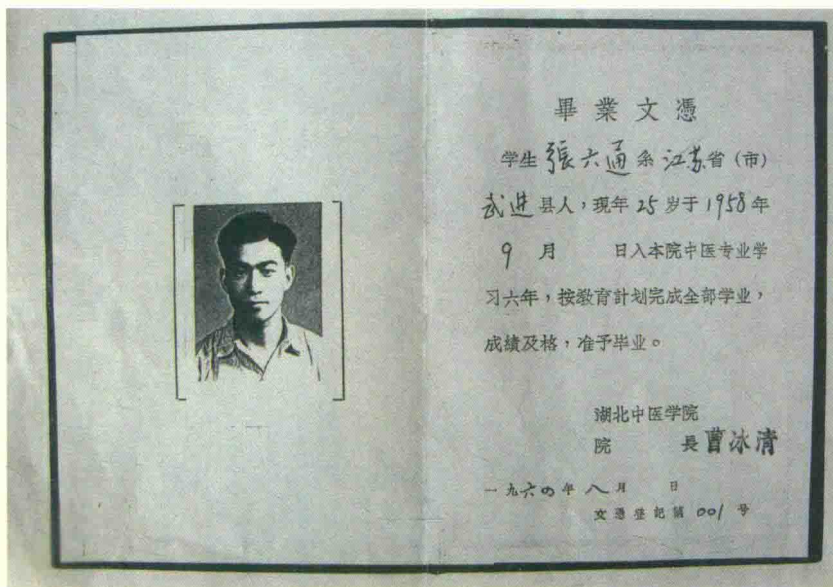 畢業文憑
学生張六通系江苏省（市）
武进县人，現年25岁于1958年
9月 日入本院中医专业学
习六年，按教育計划完成全部学业，
成績及格，准予毕业。
湖北中医学院
院 長 曹冰清
一九六四年八月 日
文憑登記第001号